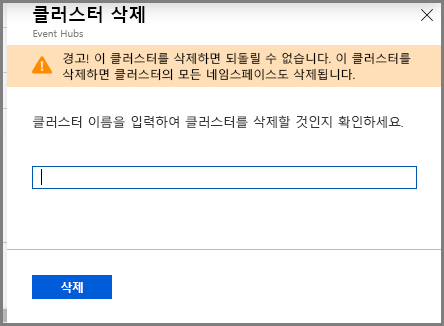 클러스터 삭제
Event Hubs
경고! 이 클러스터를 삭제하면 되돌릴 수 없습니다. 이 클러스터를
삭제하면 클러스터의 모든 네임스페이스도 삭제됩니다.
클러스터 이름을 입력하여 클러스터를 삭제할 것인지 확인하세요.
삭제